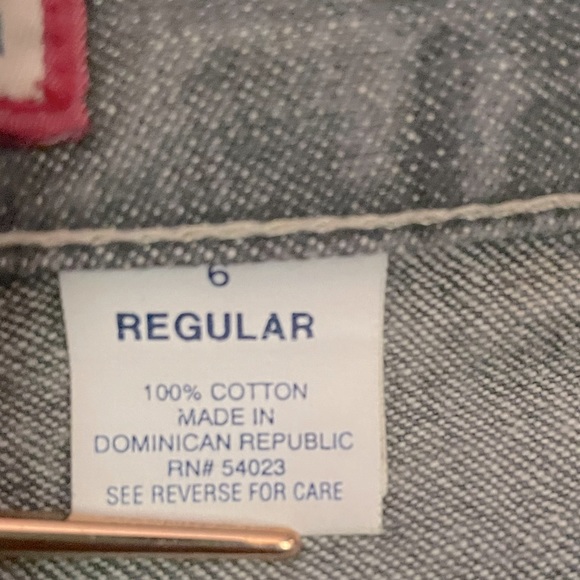 6
REGULAR
100% COTTON
MADE IN
DOMINICAN REPUBLIC
RN# 54023
SEE REVERSE FOR CARE